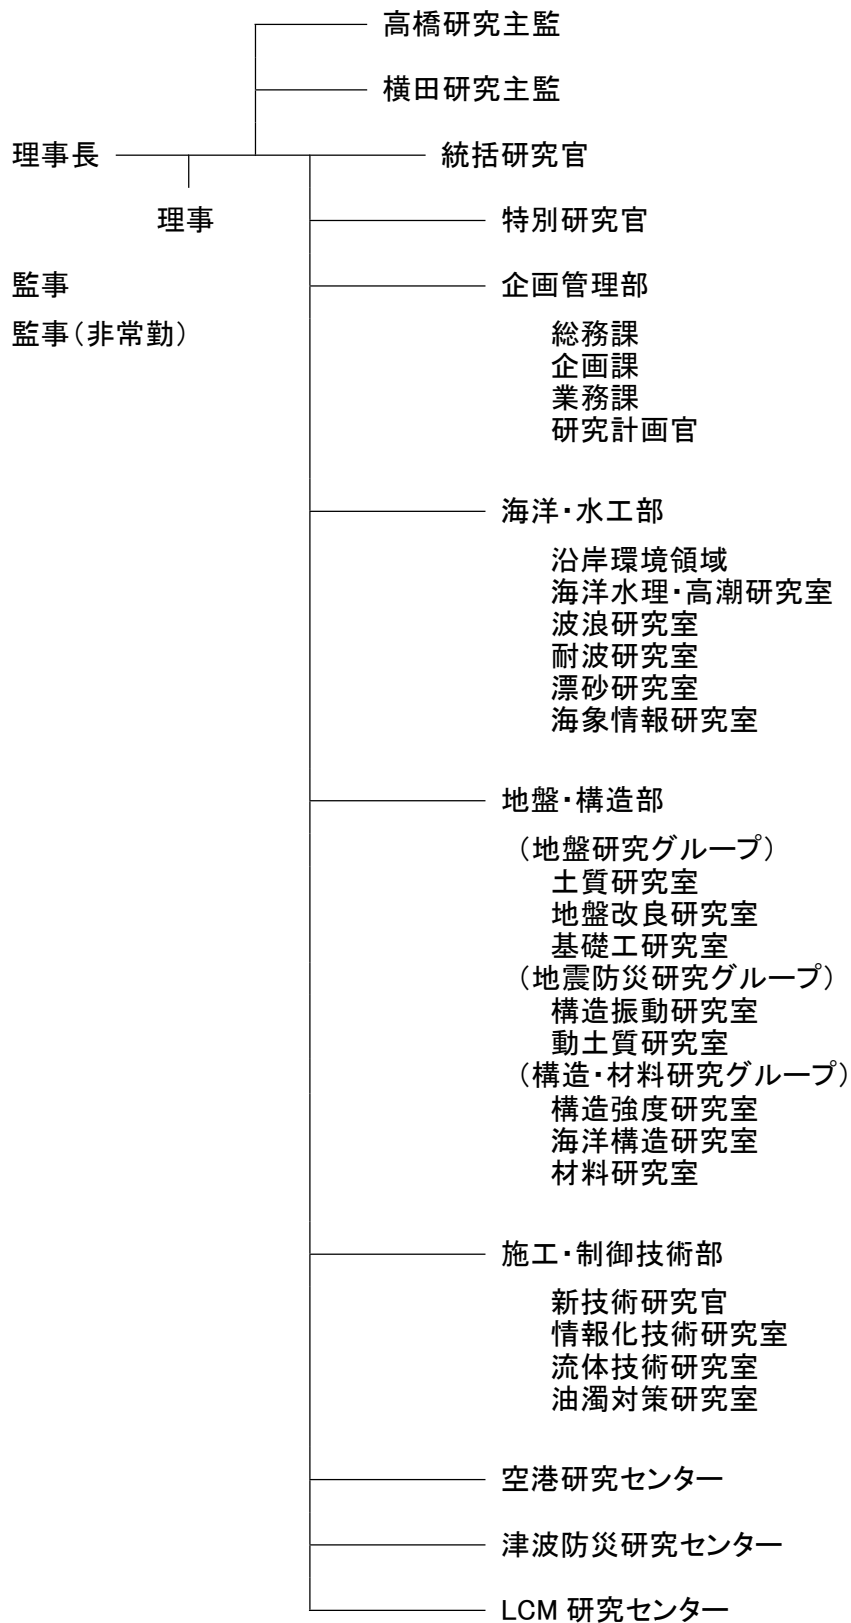 高橋研究主監
横田研究主監
理事長
統括研究官
理事
特別研究官
監事
企画管理部
監事（非常勤）
総務課
企画課
業務課
研究計画官
海洋・水工部
沿岸環境領域
海洋水理・高潮研究室
波浪研究室
耐波研究室
漂砂研究室
海象情報研究室
地盤・構造部
（地盤研究グループ）
土質研究室
地盤改良研究室
基礎工研究室
（地震防災研究グループ）
構造振動研究室
動土質研究室
（構造・材料研究グループ）
構造強度研究室
海洋構造研究室
材料研究室
施工・制御技術部
新技術研究官
情報化技術研究室
流体技術研究室
油濁対策研究室
空港研究センター
津波防災研究センター
LCM 研究センター